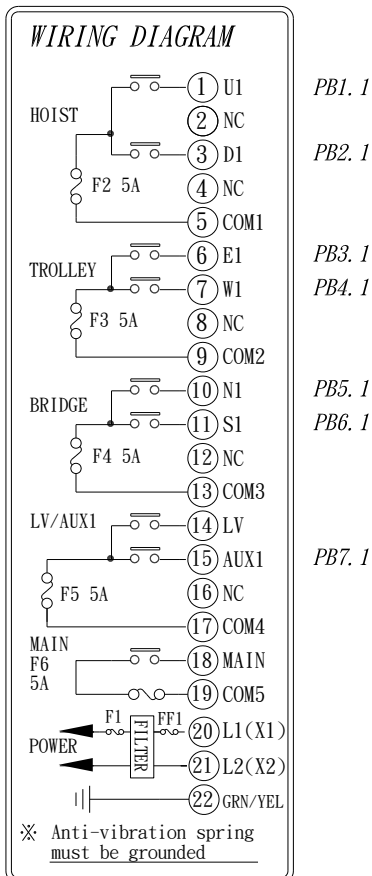 WIRING DIAGRAM
1 U1 PB1.1
HOIST
2 NC
3 D1 PB2.1
4 NC
F2 5A
5 COM1
6 E1 PB3.1
TROLLEY
7 W1 PB4.1
F3 5A
8 NC
9 COM2
10 N1 PB5.1
BRIDGE
11 S1 PB6.1
F4 5A
12 NC
13 COM3
LV/AUX1
14 LV
15 AUX1 PB7.1
F5 5A
16 NC
17 COM4
MAIN
F6
5A
18 MAIN
19 COM5
F1 FILTER FF1 20 L1(X1)
POWER
21 L2(X2)
22 GRN/YEL
※ Anti-vibration spring
must be grounded